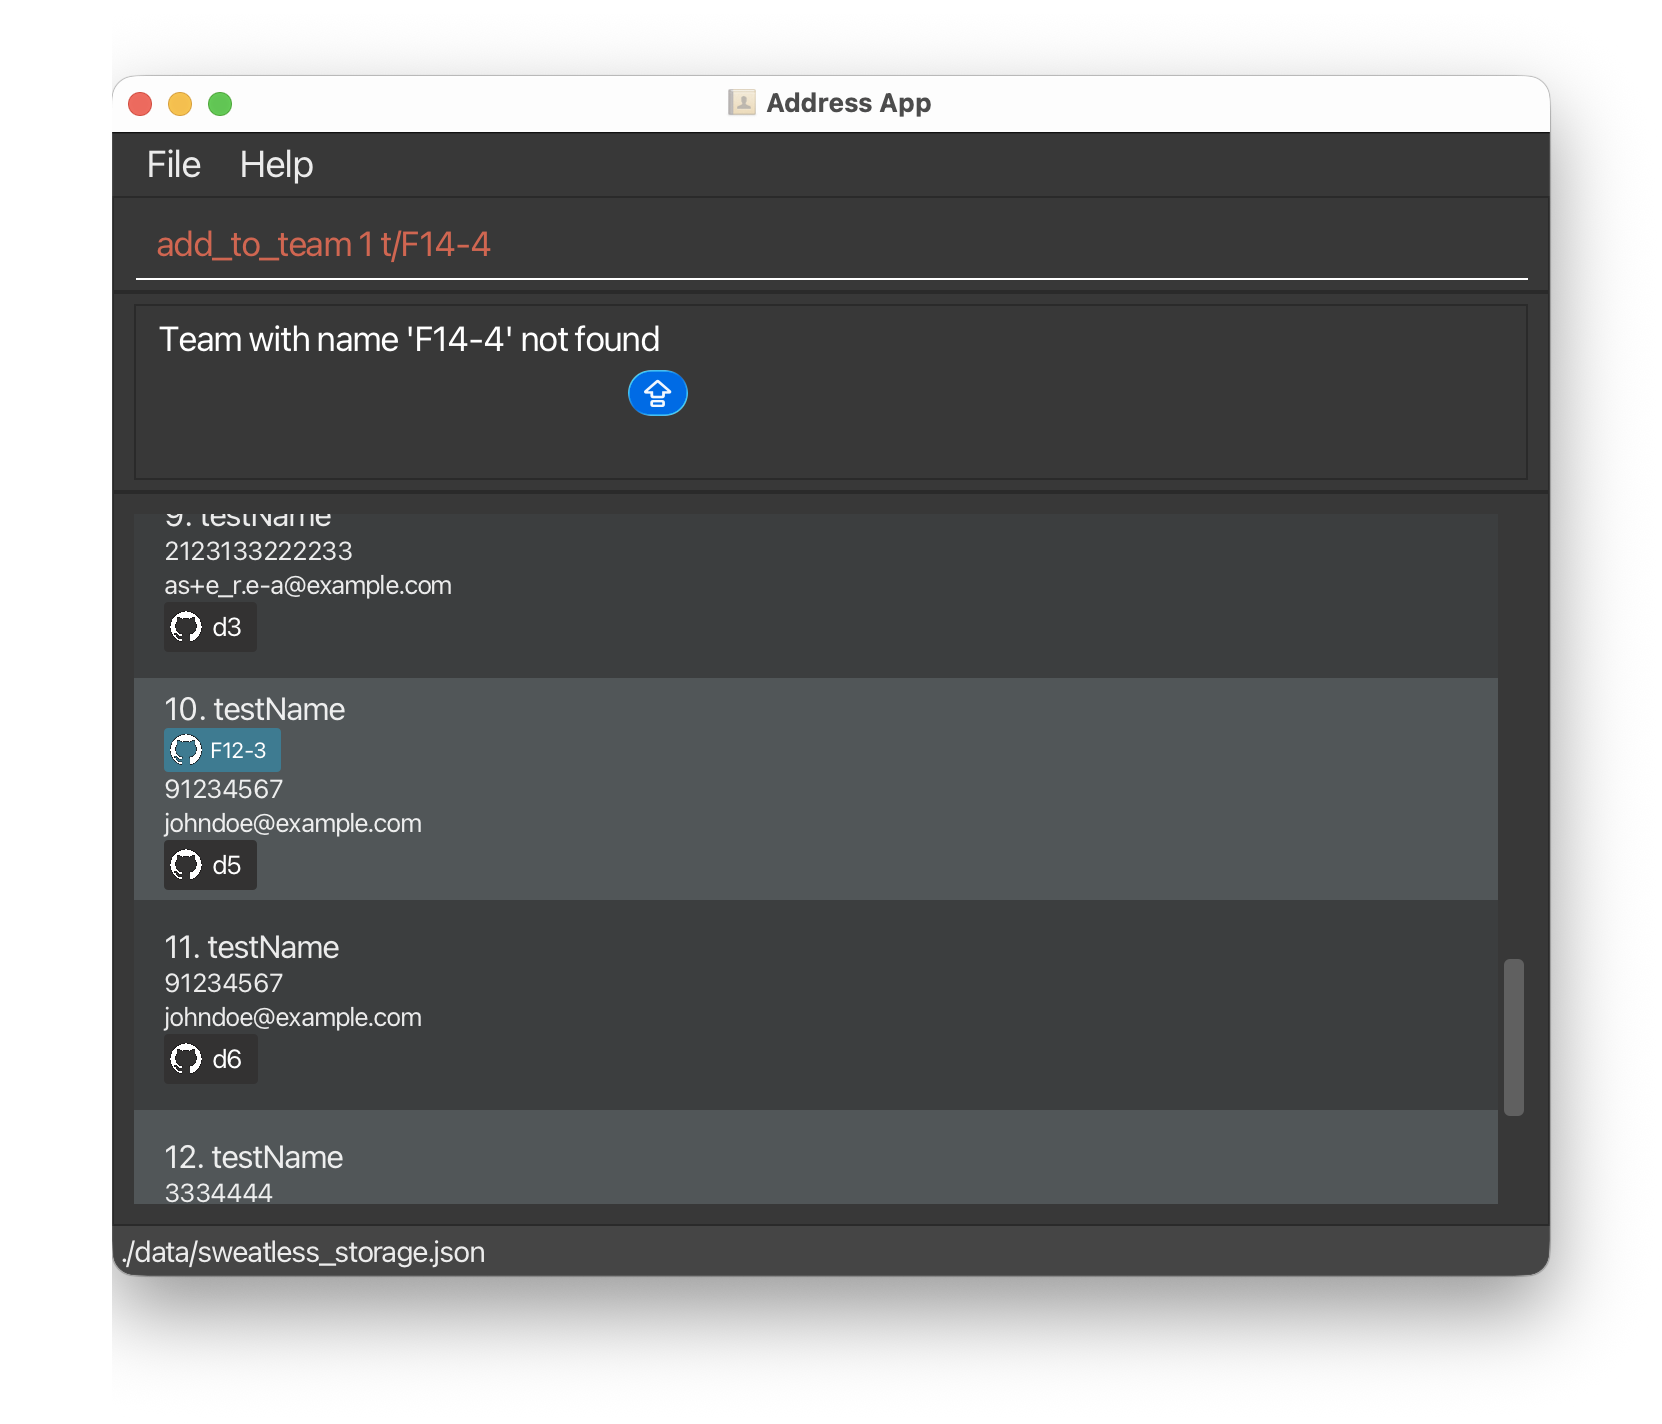 Address App
File Help
add_to_team 1 t/F14-4
Team with name 'F14-4' not found
9. testName
2123133222233
as+e_r.e-a@example.com
d3
10. testName
F12-3
91234567
johndoe@example.com
d5
11. testName
91234567
johndoe@example.com
d6
12. testName
3334444
./data/sweatless_storage.json